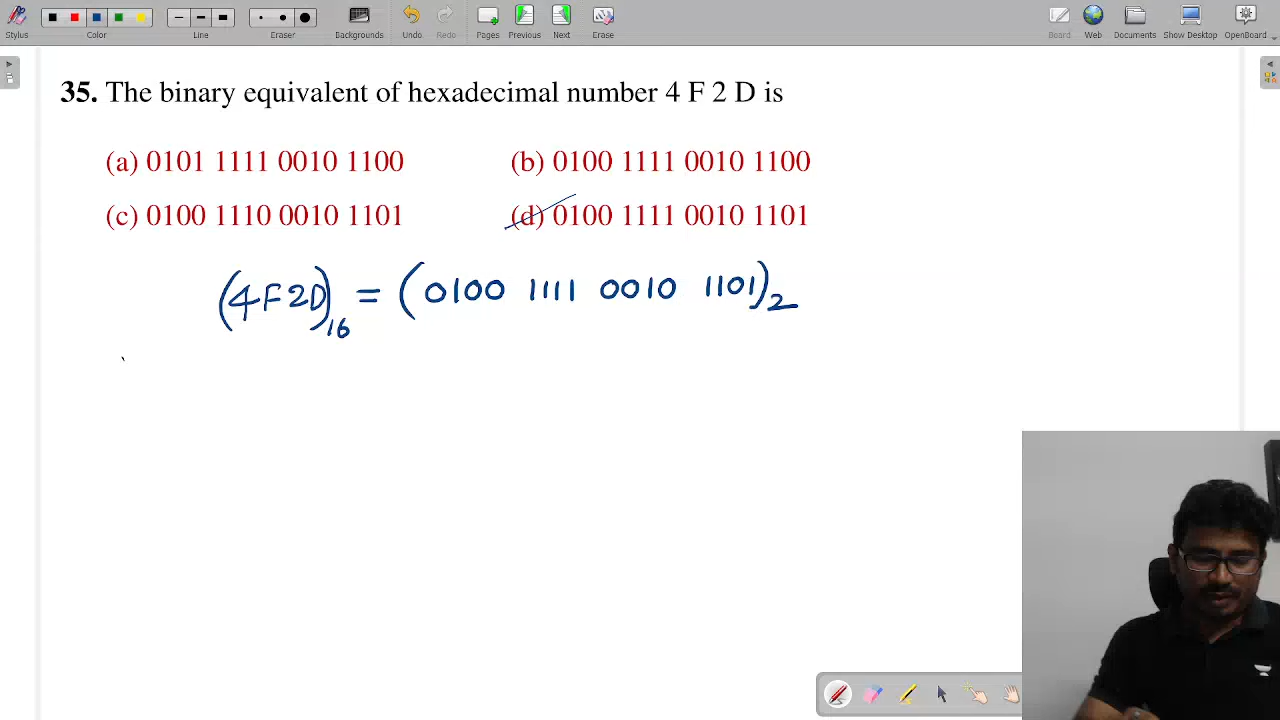 Stylus Color Line Eraser Backgrounds Undo Redo Pages Previous Next Erase Board Web Documents Show Desktop OpenBoard
35. The binary equivalent of hexadecimal number 4 F 2 D is
(a) 0101 1111 0010 1100 (b) 0100 1111 0010 1100
(c) 0100 1110 0010 1101 (d) 0100 1111 0010 1101
(4F2D)16 = (0100 1111 0010 1101)2